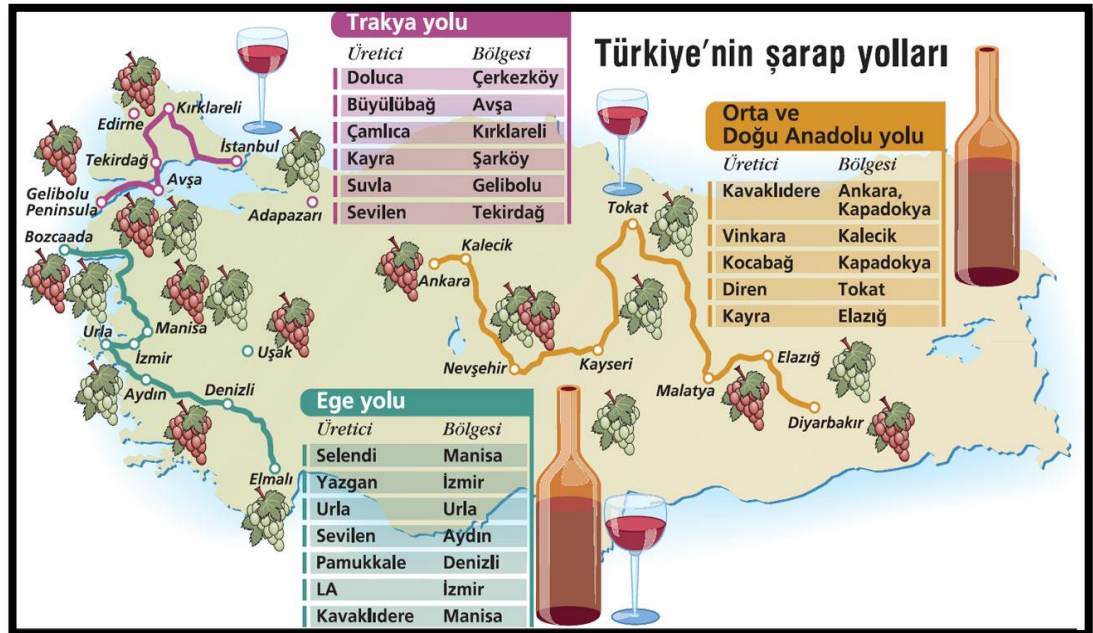 Türkiye'nin şarap yolları
Trakya yolu
Üretici Bölgesi
Doluca Çerkezköy
Büyülübağ Avşa
Çamlıca Kırklareli
Kayra Şarköy
Suvla Gelibolu
Sevilen Tekirdağ
Orta ve
Doğu Anadolu yolu
Üretici Bölgesi
Kavaklıdere Ankara,
Kapadokya
Vinkara Kalecik
Kocabağ Kapadokya
Diren Tokat
Kayra Elazığ
Kırklareli
Edirne
İstanbul
Tekirdağ
Avşa
Gelibolu
Peninsula
Adapazarı
Bozcaada
Urla
Manisa
İzmir
Uşak
Aydın
Denizli
Elmalı
Kalecik
Ankara
Nevşehir
Kayseri
Tokat
Malatya
Elazığ
Diyarbakır
Ege yolu
Üretici Bölgesi
Selendi Manisa
Yazgan İzmir
Urla Urla
Sevilen Aydın
Pamukkale Denizli
LA İzmir
Kavaklıdere Manisa